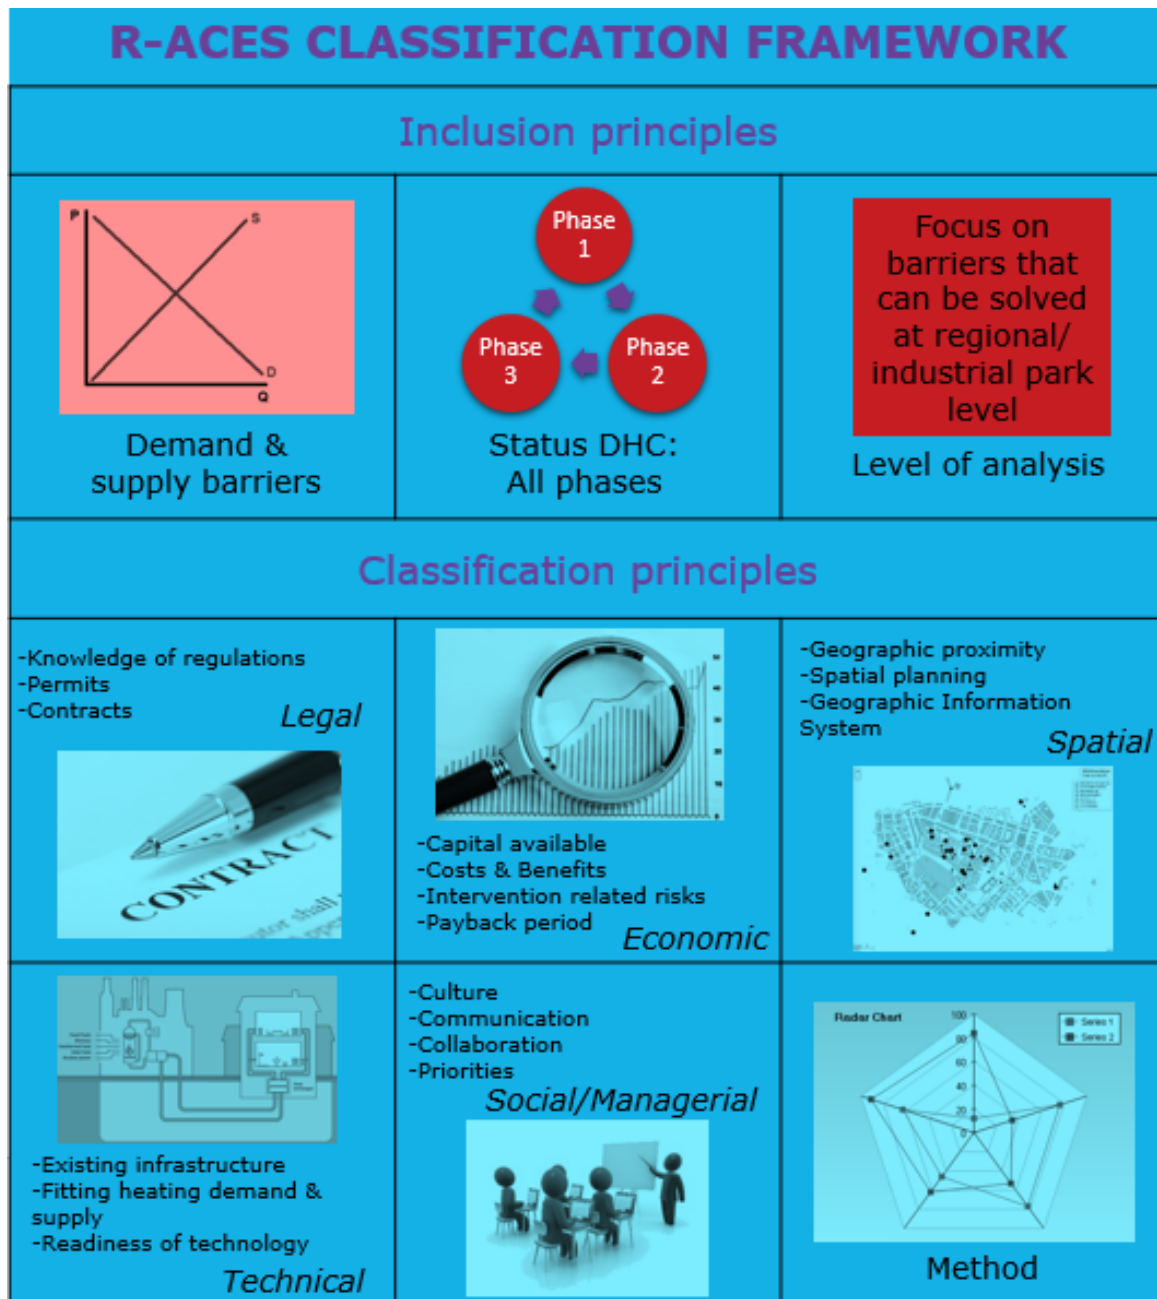 R-ACES CLASSIFICATION FRAMEWORK
Inclusion principles
P
S
D
Q
Demand &
supply barriers
Phase
1
Phase
3
Phase
2
Status DHC:
All phases
Focus on
barriers that
can be solved
at regional/
industrial park
level
Level of analysis
Classification principles
-Knowledge of regulations
-Permits
-Contracts
Legal
CONTRACT
-Capital available
-Costs & Benefits
-Intervention related risks
-Payback period
Economic
-Geographic proximity
-Spatial planning
-Geographic Information
System
Spatial
-Existing infrastructure
-Fitting heating demand &
supply
-Readiness of technology
Technical
-Culture
-Communication
-Collaboration
-Priorities
Social/Managerial
Radar Chart
100
80
60
40
20
0
Series 1
Series 2
Method